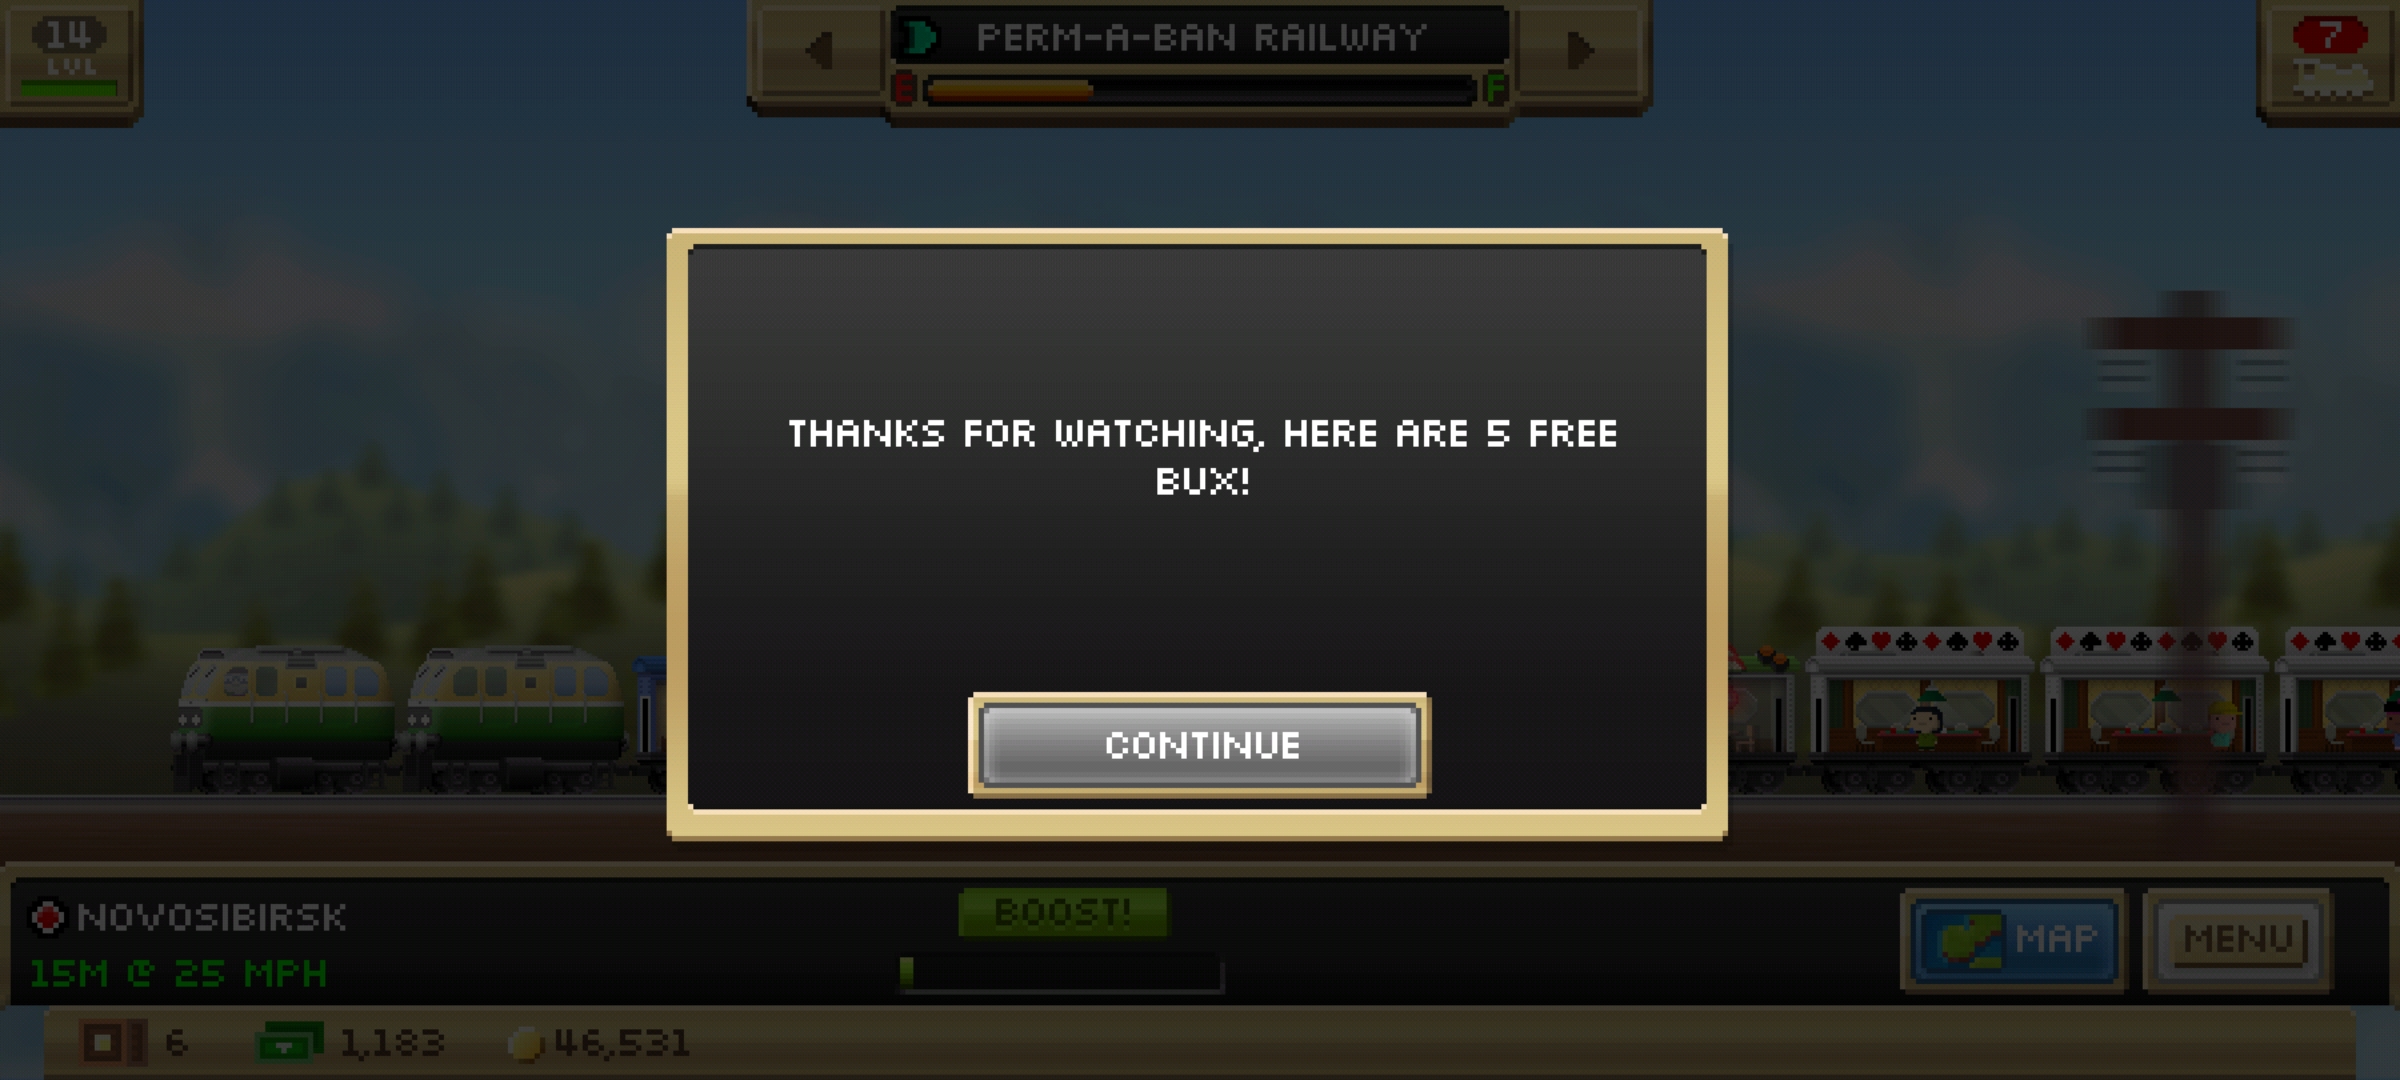 14
LVL
PERM-A-BAN RAILWAY
E F
7
THANKS FOR WATCHING, HERE ARE 5 FREE
BUX!
CONTINUE
NOVOSIBIRSK
15M @ 25 MPH
BOOST!
MAP
MENU
6 1,183 46,531